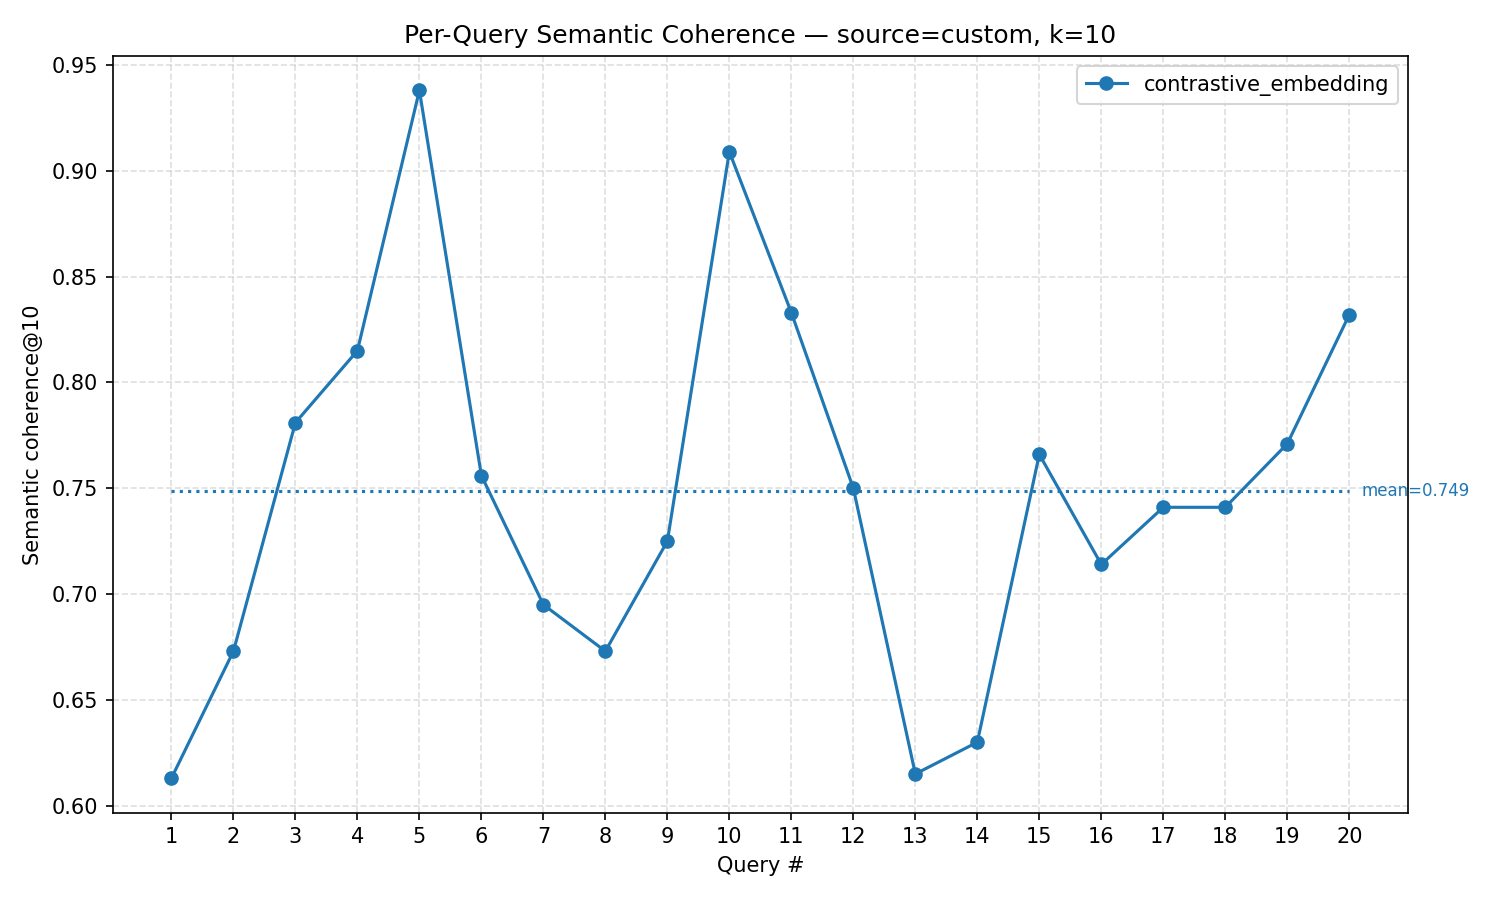 Per-Query Semantic Coherence — source=custom, k=10
contrastive_embedding
Semantic coherence@10
0.95
0.90
0.85
0.80
0.75
0.70
0.65
0.60
mean=0.749
1 2 3 4 5 6 7 8 9 10 11 12 13 14 15 16 17 18 19 20
Query #